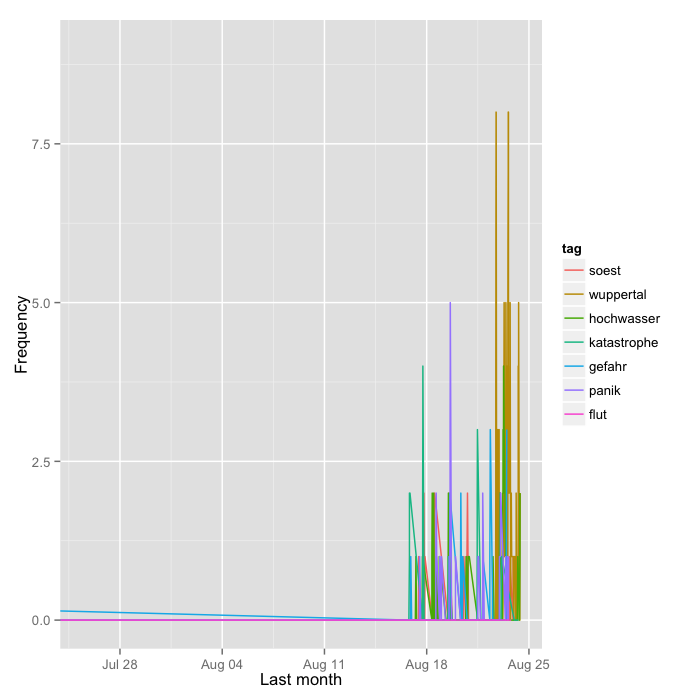 7.5
5.0
2.5
0.0
Frequency
Jul 28
Aug 04
Aug 11
Aug 18
Aug 25
Last month
tag
soest
wuppertal
hochwasser
katastrophe
gefahr
panik
flut